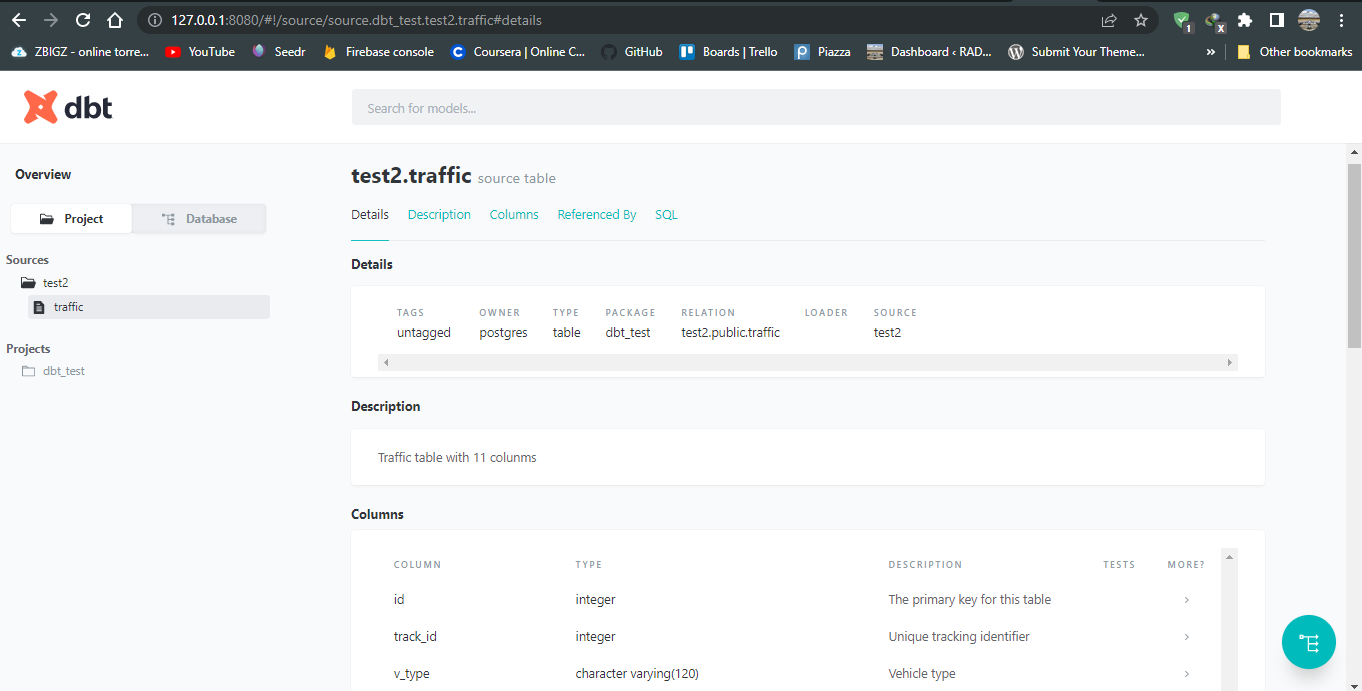 127.0.0.1:8080/#!/source/source.dbt_test.test2.traffic#details
1
x
ZBIGZ - online torre...
YouTube
Seedr
Firebase console
Coursera | Online C...
GitHub
Boards | Trello
Piazza
Dashboard ‹ RAD...
Submit Your Theme...
»
Other bookmarks
dbt
Search for models...
Overview
Project
Database
Sources
test2
traffic
Projects
dbt_test
test2.traffic source table
Details Description Columns Referenced By SQL
Details
TAGS OWNER TYPE PACKAGE RELATION LOADER SOURCE
untagged postgres table dbt_test test2.public.traffic test2
Description
Traffic table with 11 colunms
Columns
COLUMN TYPE DESCRIPTION TESTS MORE?
id integer The primary key for this table
track_id integer Unique tracking identifier
v_type character varying(120) Vehicle type